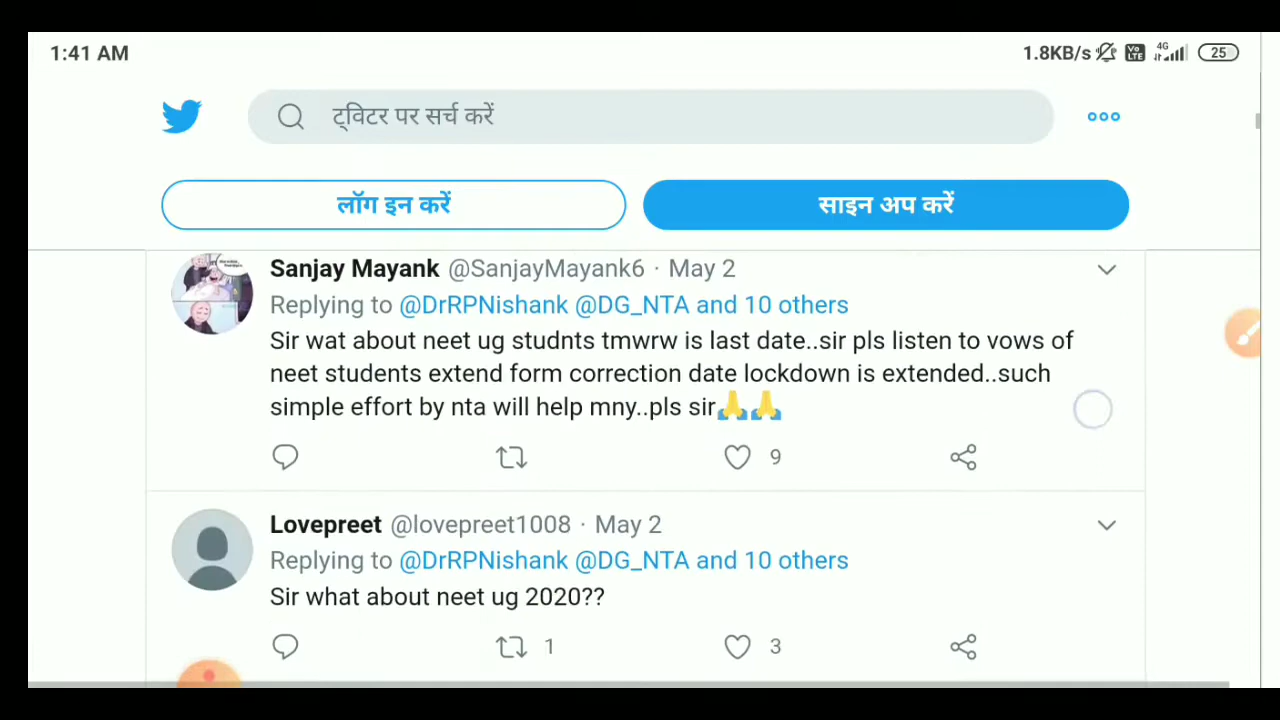 1:41 AM
1.8KB/s
Vo LTE
4G
25
ट्विटर पर सर्च करें
लॉग इन करें
साइन अप करें
Sanjay Mayank @SanjayMayank6 · May 2
Replying to @DrRPNishank @DG_NTA and 10 others
Sir wat about neet ug studnts tmwrw is last date..sir pls listen to vows of
neet students extend form correction date lockdown is extended..such
simple effort by nta will help mny..pls sir🙏🙏
9
Lovepreet @lovepreet1008 · May 2
Replying to @DrRPNishank @DG_NTA and 10 others
Sir what about neet ug 2020??
1
3